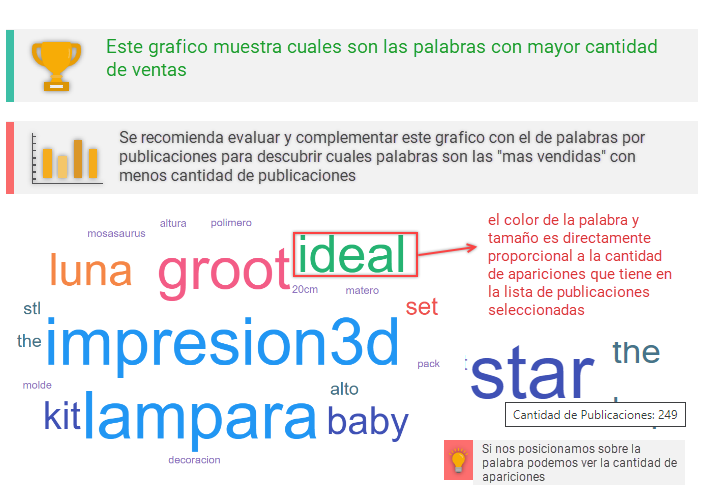 Este grafico muestra cuales son las palabras con mayor cantidad
de ventas
Se recomienda evaluar y complementar este grafico con el de palabras por
publicaciones para descubrir cuales palabras son las "mas vendidas" con
menos cantidad de publicaciones
mosasaurus
altura
polimero
luna
groot
ideal
20cm
matero
el color de la palabra y
tamaño es directamente
proporcional a la cantidad
de apariciones que tiene en
la lista de publicaciones
seleccionadas
stl
set
the
impresion3d
the
pack
star
molde
kit
lampara
alto
baby
Cantidad de Publicaciones: 249
decoracion
Si nos posicionamos sobre la
palabra podemos ver la cantidad de
apariciones